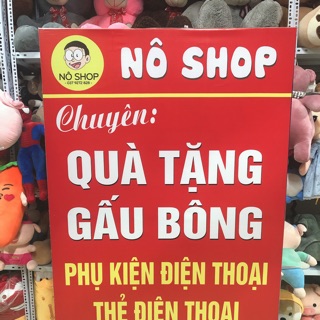 NÔ SHOP
NÔ SHOP
Chuyên:
QUÀ TẶNG
GẤU BÔNG
PHỤ KIỆN ĐIỆN THOẠI
THẺ ĐIỆN THOẠI